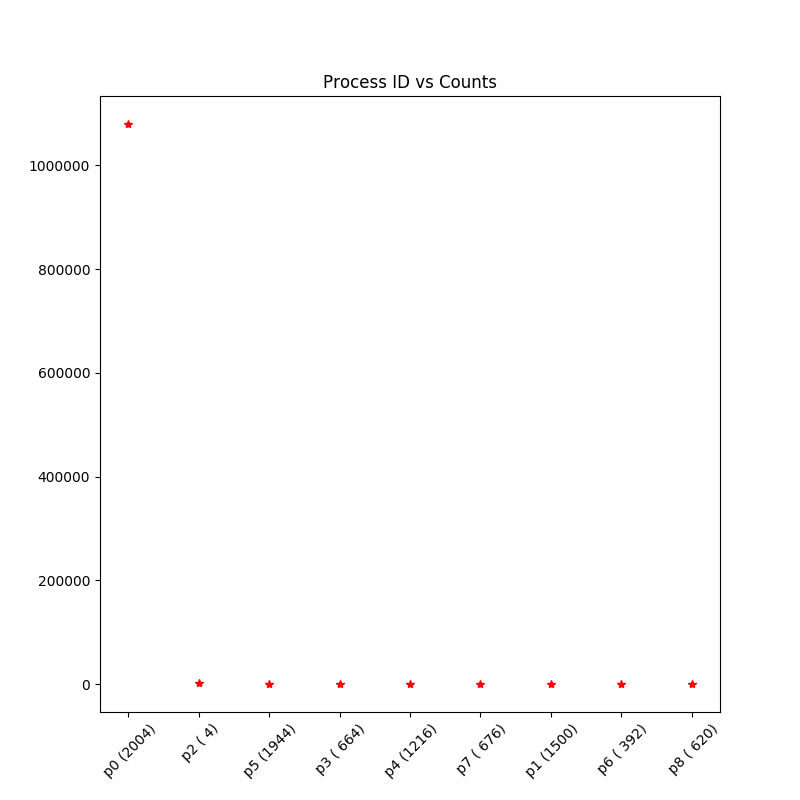 Process ID vs Counts
1000000
800000
600000
400000
200000
0
p0 (2004)
p2 ( 4)
p5 (1944)
p3 ( 664)
p4 (1216)
p7 ( 676)
p1 (1500)
p6 ( 392)
p8 ( 620)